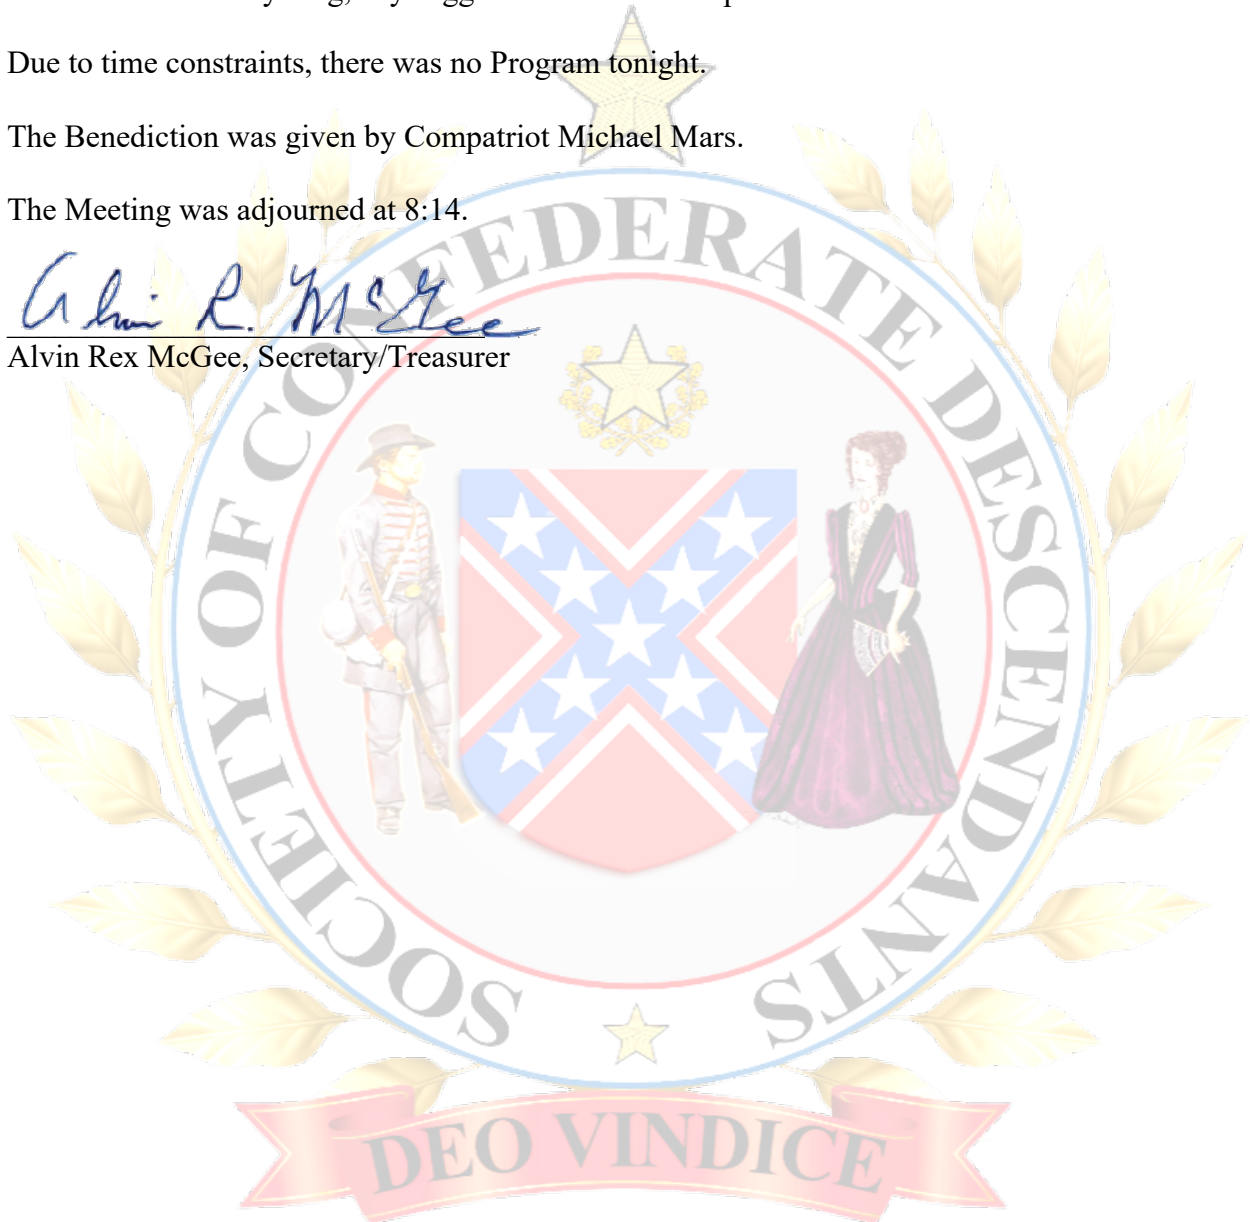 Due to time constraints, there was no Program tonight.
The Benediction was given by Compatriot Michael Mars.
The Meeting was adjourned at 8:14.
Alvin R. McGee
Alvin Rex McGee, Secretary/Treasurer
SOCIETY OF CONFEDERATE DESCENDANTS
DEO VINDICE